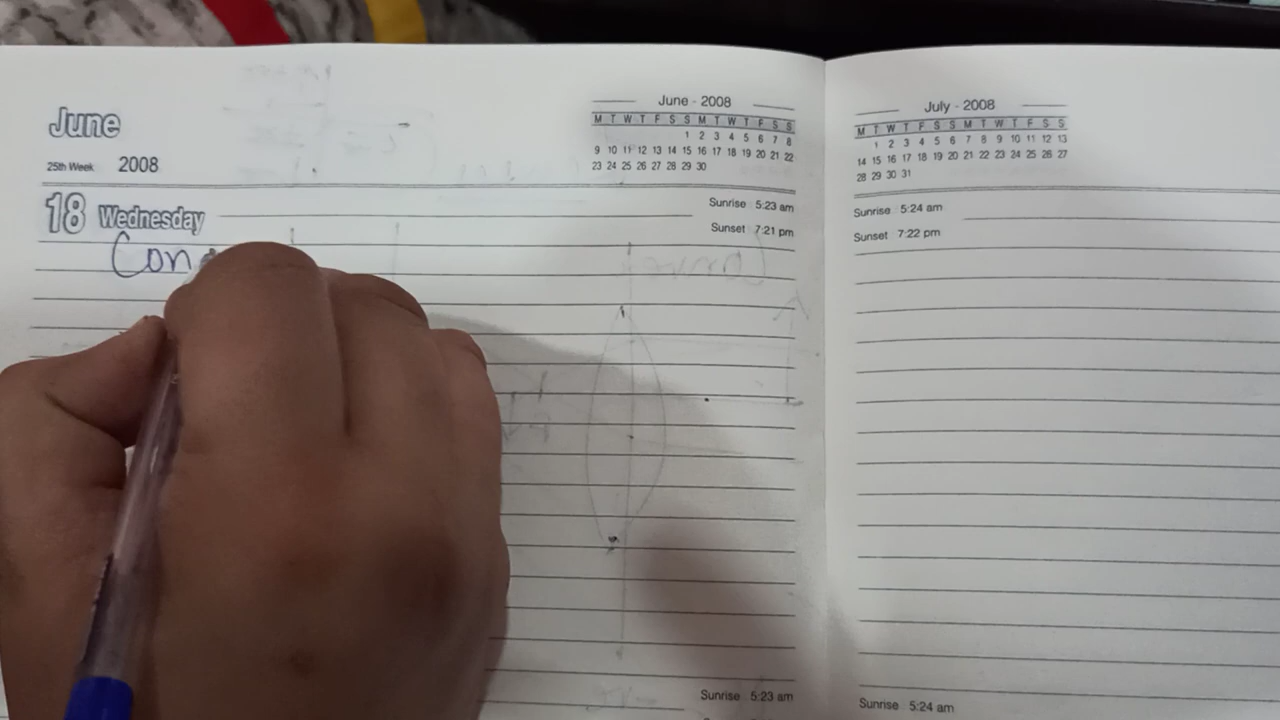 June
25th Week 2008
18 Wednesday
Con
June - 2008
M T W T F S S M T W T F S S
1 2 3 4 5 6 7 8
9 10 11 12 13 14 15 16 17 18 19 20 21 22
23 24 25 26 27 28 29 30
Sunrise 5:23 am
Sunset 7:21 pm
Sunrise 5:23 am
July - 2008
M T W T F S S M T W T F S S
1 2 3 4 5 6 7 8 9 10 11 12 13
14 15 16 17 18 19 20 21 22 23 24 25 26 27
28 29 30 31
Sunrise 5:24 am
Sunset 7:22 pm
Sunrise 5:24 am